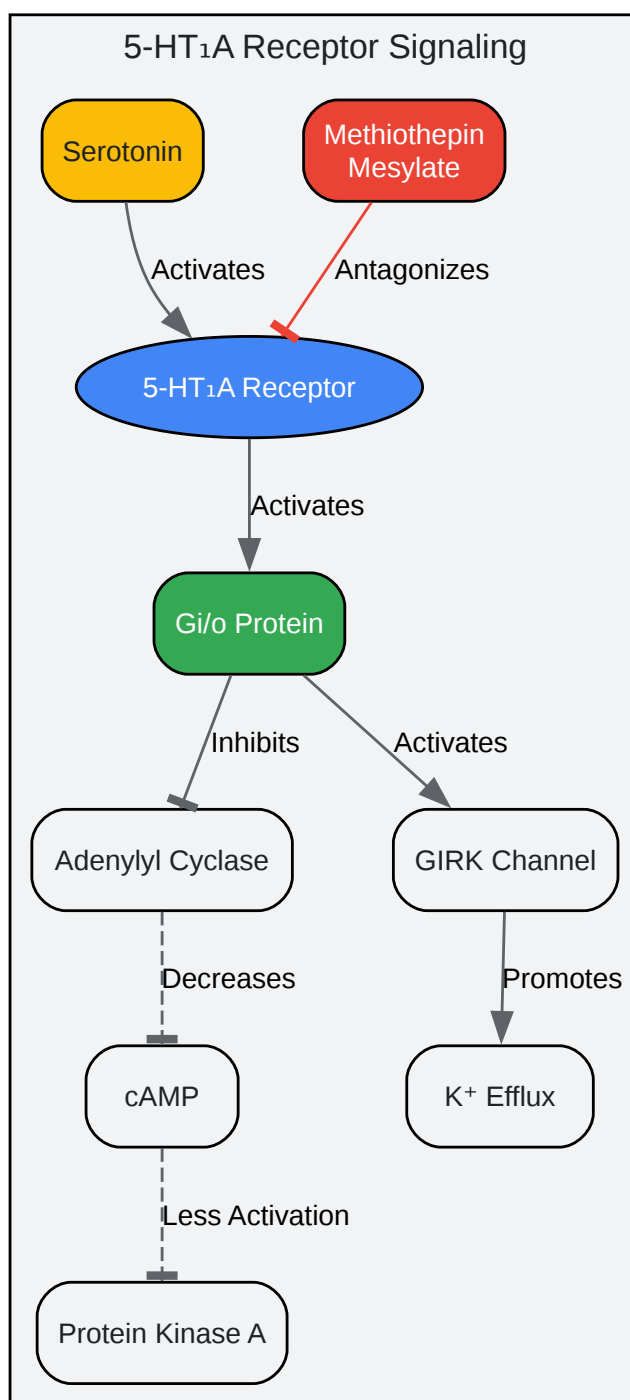 5-HT₁A Receptor Signaling
Serotonin
Methiothepin
Mesylate
Activates
Antagonizes
5-HT₁A Receptor
Activates
Gi/o Protein
Inhibits
Activates
Adenylyl Cyclase
GIRK Channel
Decreases
Promotes
cAMP
K⁺ Efflux
Less Activation
Protein Kinase A